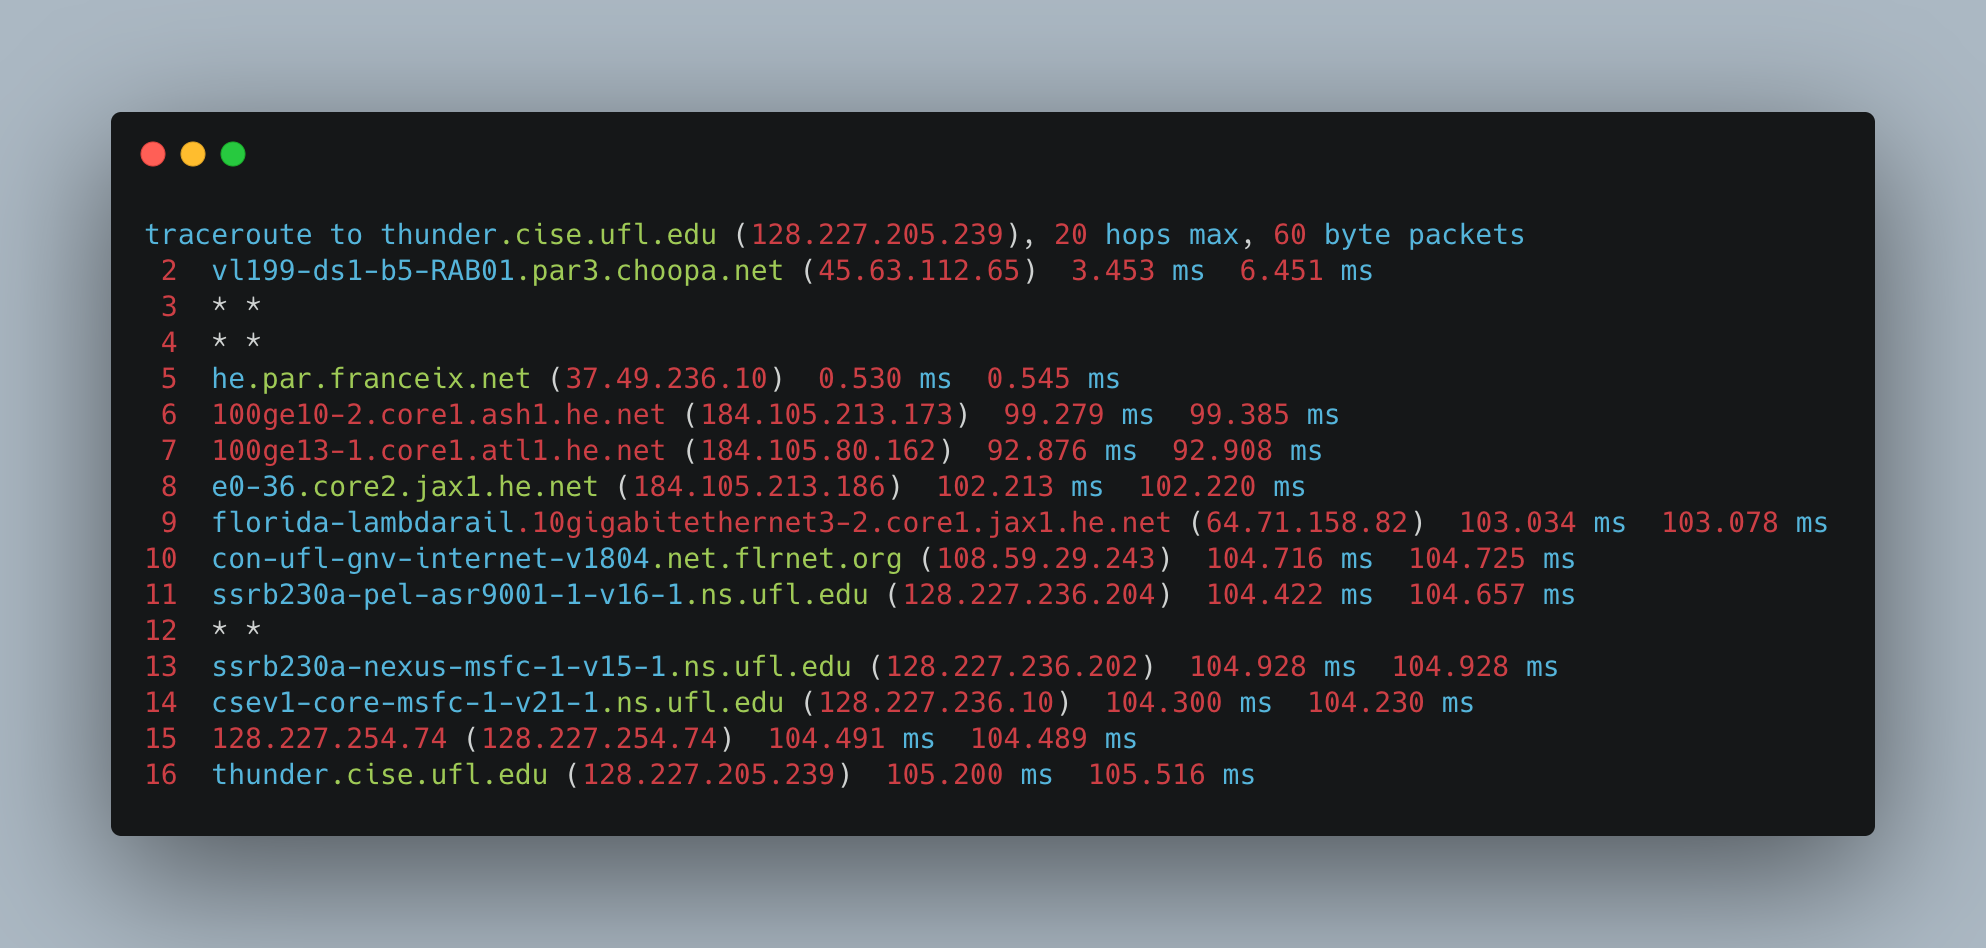 traceroute to thunder.cise.ufl.edu (128.227.205.239), 20 hops max, 60 byte packets
 2  vl199-ds1-b5-RAB01.par3.choopa.net (45.63.112.65)  3.453 ms  6.451 ms
 3  * *
 4  * *
 5  he.par.franceix.net (37.49.236.10)  0.530 ms  0.545 ms
 6  100ge10-2.core1.ash1.he.net (184.105.213.173)  99.279 ms  99.385 ms
 7  100ge13-1.core1.atl1.he.net (184.105.80.162)  92.876 ms  92.908 ms
 8  e0-36.core2.jax1.he.net (184.105.213.186)  102.213 ms  102.220 ms
 9  florida-lambdarail.10gigabitethernet3-2.core1.jax1.he.net (64.71.158.82)  103.034 ms  103.078 ms
10  con-ufl-gnv-internet-v1804.net.flrnet.org (108.59.29.243)  104.716 ms  104.725 ms
11  ssrb230a-pel-asr9001-1-v16-1.ns.ufl.edu (128.227.236.204)  104.422 ms  104.657 ms
12  * *
13  ssrb230a-nexus-msfc-1-v15-1.ns.ufl.edu (128.227.236.202)  104.928 ms  104.928 ms
14  csev1-core-msfc-1-v21-1.ns.ufl.edu (128.227.236.10)  104.300 ms  104.230 ms
15  128.227.254.74 (128.227.254.74)  104.491 ms  104.489 ms
16  thunder.cise.ufl.edu (128.227.205.239)  105.200 ms  105.516 ms